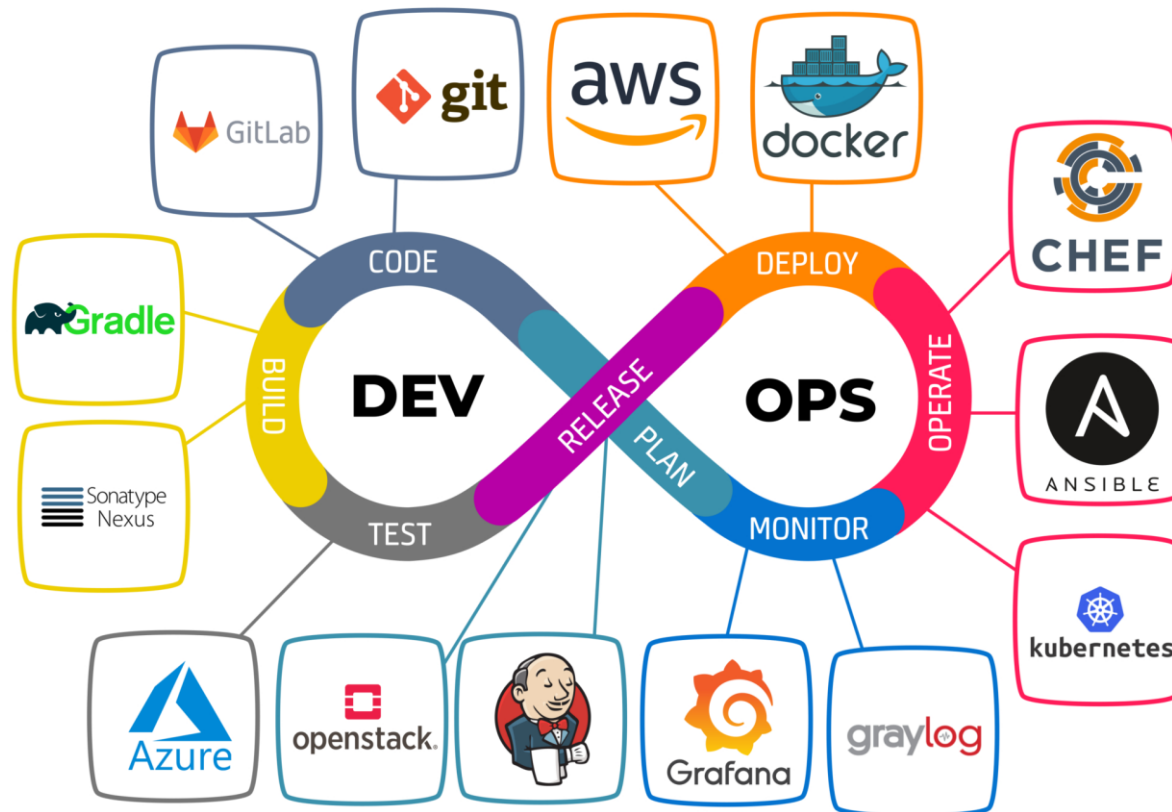 GitLab
git
aws
docker
CHEF
Gradle
Sonatype
Nexus
CODE
DEPLOY
BUILD
DEV
RELEASE
PLAN
OPS
OPERATE
TEST
MONITOR
ANSIBLE
kubernetes
Azure
openstack.
Grafana
graylog